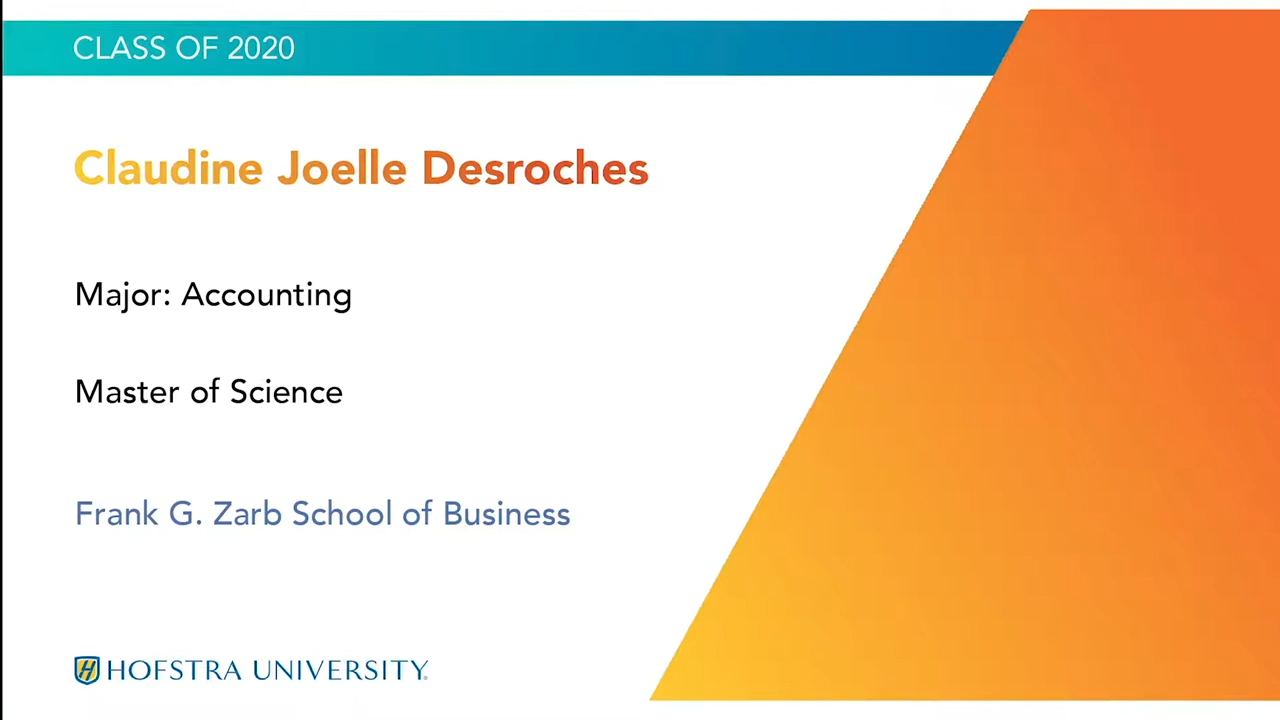 CLASS OF 2020
Claudine Joelle Desroches
Major: Accounting
Master of Science
Frank G. Zarb School of Business
H HOFSTRA UNIVERSITY